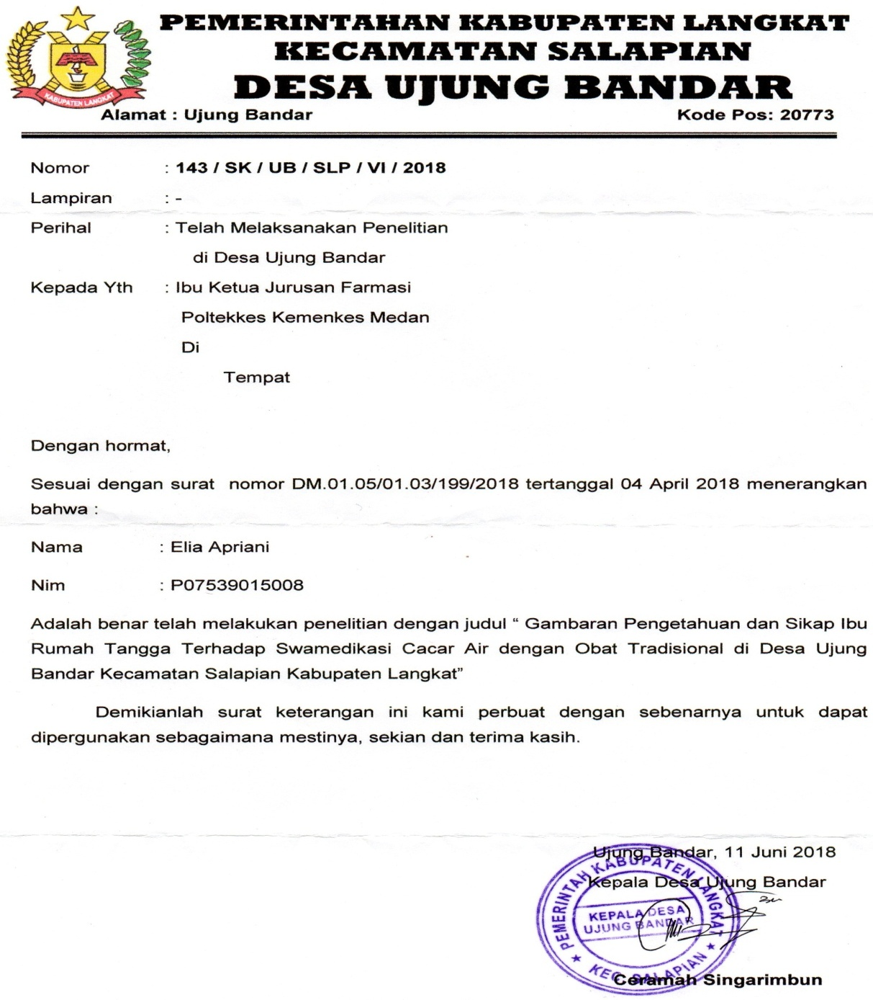 PEMERINTAHAN KABUPATEN LANGKAT
KECAMATAN SALAPIAN
DESA UJUNG BANDAR
KABUPATEN LANGKAT
Alamat : Ujung Bandar Kode Pos: 20773
Nomor : 143 / SK / UB / SLP / VI / 2018
Lampiran : -
Perihal : Telah Melaksanakan Penelitian
di Desa Ujung Bandar
Kepada Yth : Ibu Ketua Jurusan Farmasi
Poltekkes Kemenkes Medan
Di
Tempat
Dengan hormat,
Sesuai dengan surat nomor DM.01.05/01.03/199/2018 tertanggal 04 April 2018 menerangkan
bahwa :
Nama : Elia Apriani
Nim : P07539015008
Adalah benar telah melakukan penelitian dengan judul “ Gambaran Pengetahuan dan Sikap Ibu
Rumah Tangga Terhadap Swamedikasi Cacar Air dengan Obat Tradisional di Desa Ujung
Bandar Kecamatan Salapian Kabupaten Langkat”
Demikianlah surat keterangan ini kami perbuat dengan sebenarnya untuk dapat
dipergunakan sebagaimana mestinya, sekian dan terima kasih.
Ujung Bandar, 11 Juni 2018
Kepala Desa Ujung Bandar
PEMERINTAH KABUPATEN LANGKAT
KEPALA DESA
UJUNG BANDAR
KEC. SALAPIAN
Ceramah Singarimbun